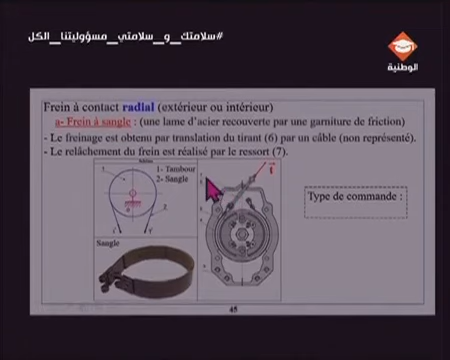 #سلامتك_و_سلامتي_مسؤوليتنا_الكل
الوطنية
Frein à contact radial (extérieur ou intérieur)
a- Frein à sangle : (une lame d'acier recouverte par une garniture de friction)
- Le freinage est obtenu par translation du tirant (6) par un câble (non représenté).
- Le relâchement du frein est réalisé par le ressort (7).
1- Tambour
2- Sangle
1
2
Sangle
Type de commande :
45